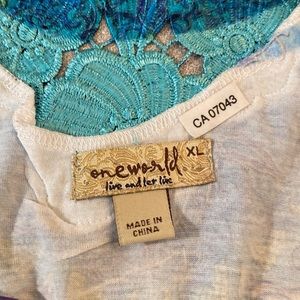 CA 07043
oneworld XL
live and let live
MADE IN
CHINA